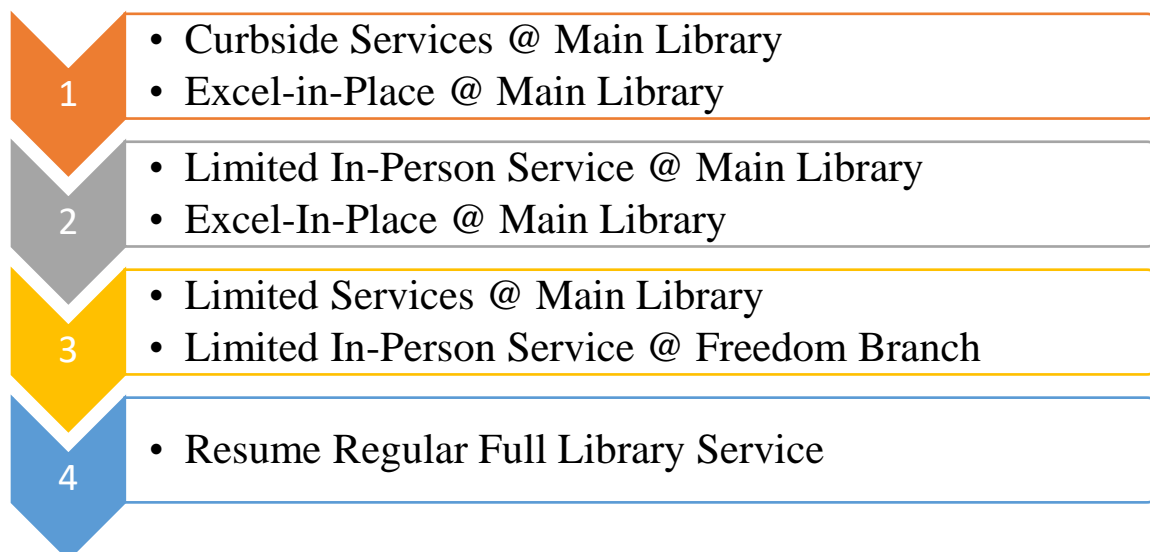 1
• Curbside Services @ Main Library
• Excel-in-Place @ Main Library
2
• Limited In-Person Service @ Main Library
• Excel-In-Place @ Main Library
3
• Limited Services @ Main Library
• Limited In-Person Service @ Freedom Branch
4
• Resume Regular Full Library Service